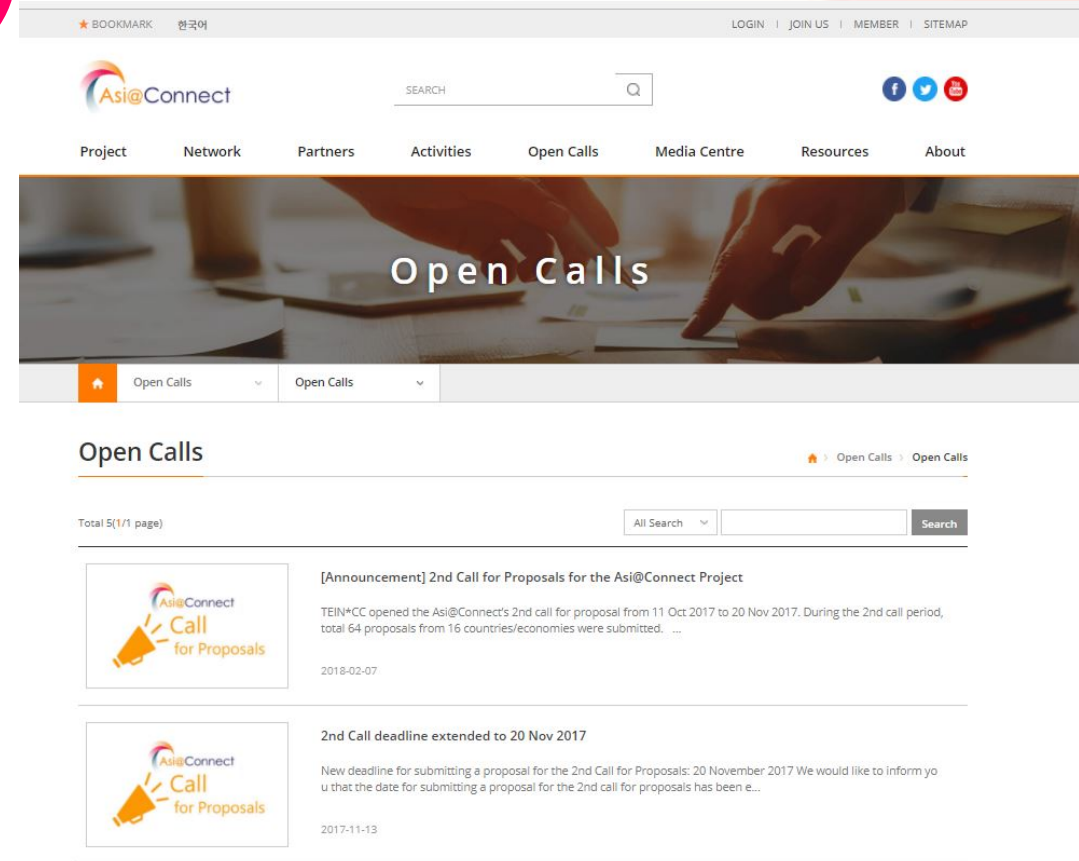 ★ BOOKMARK 한국어 LOGIN | JOIN US | MEMBER | SITEMAP
Asi@Connect SEARCH f You Tube
Project Network Partners Activities Open Calls Media Centre Resources About
Open Calls
Open Calls Open Calls
Open Calls Open Calls > Open Calls
Total 5(1/1 page) All Search Search
Asi@Connect
Call
for Proposals
[Announcement] 2nd Call for Proposals for the Asi@Connect Project
TEIN*CC opened the Asi@Connect's 2nd call for proposal from 11 Oct 2017 to 20 Nov 2017. During the 2nd call period,
total 64 proposals from 16 countries/economies were submitted. ...
2018-02-07
Asi@Connect
Call
for Proposals
2nd Call deadline extended to 20 Nov 2017
New deadline for submitting a proposal for the 2nd Call for Proposals: 20 November 2017 We would like to inform yo
u that the date for submitting a proposal for the 2nd call for proposals has been e...
2017-11-13